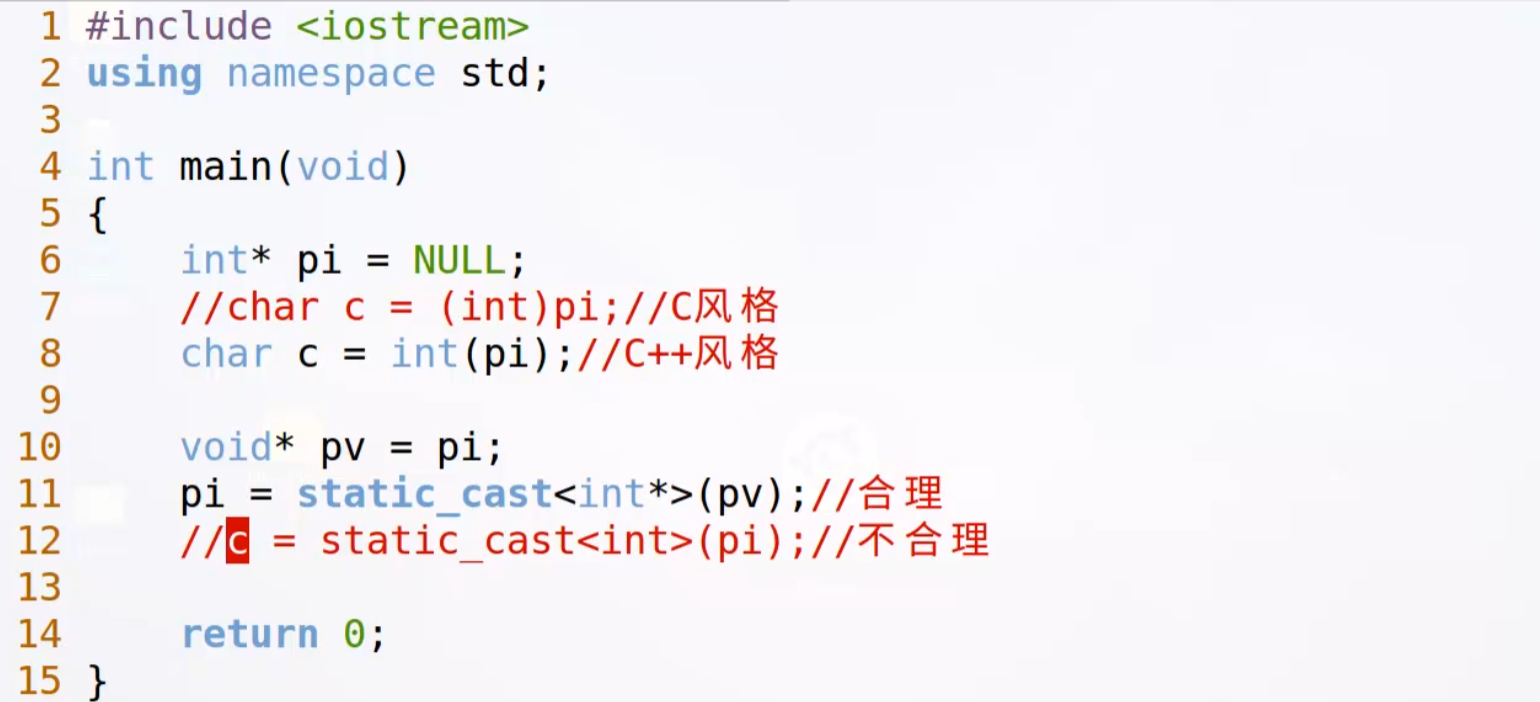 1 #include <iostream>
2 using namespace std;
3
4 int main(void)
5 {
6     int* pi = NULL;
7     //char c = (int)pi;//C风格
8     char c = int(pi);//C++风格
9
10     void* pv = pi;
11     pi = static_cast<int*>(pv);//合理
12     //c = static_cast<int>(pi);//不合理
13
14     return 0;
15 }